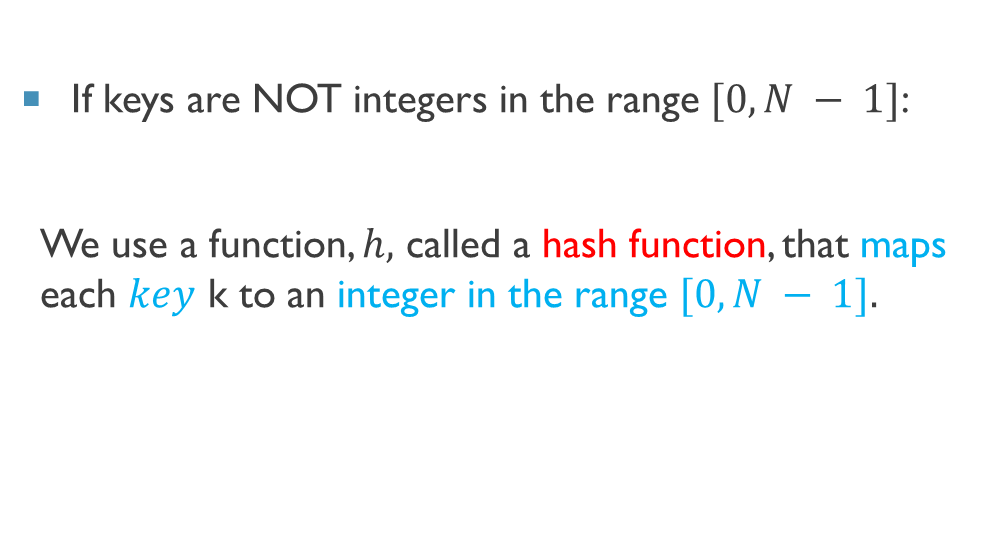 ▪ If keys are NOT integers in the range [0, N − 1]:
We use a function, h, called a hash function, that maps
each key k to an integer in the range [0, N − 1].